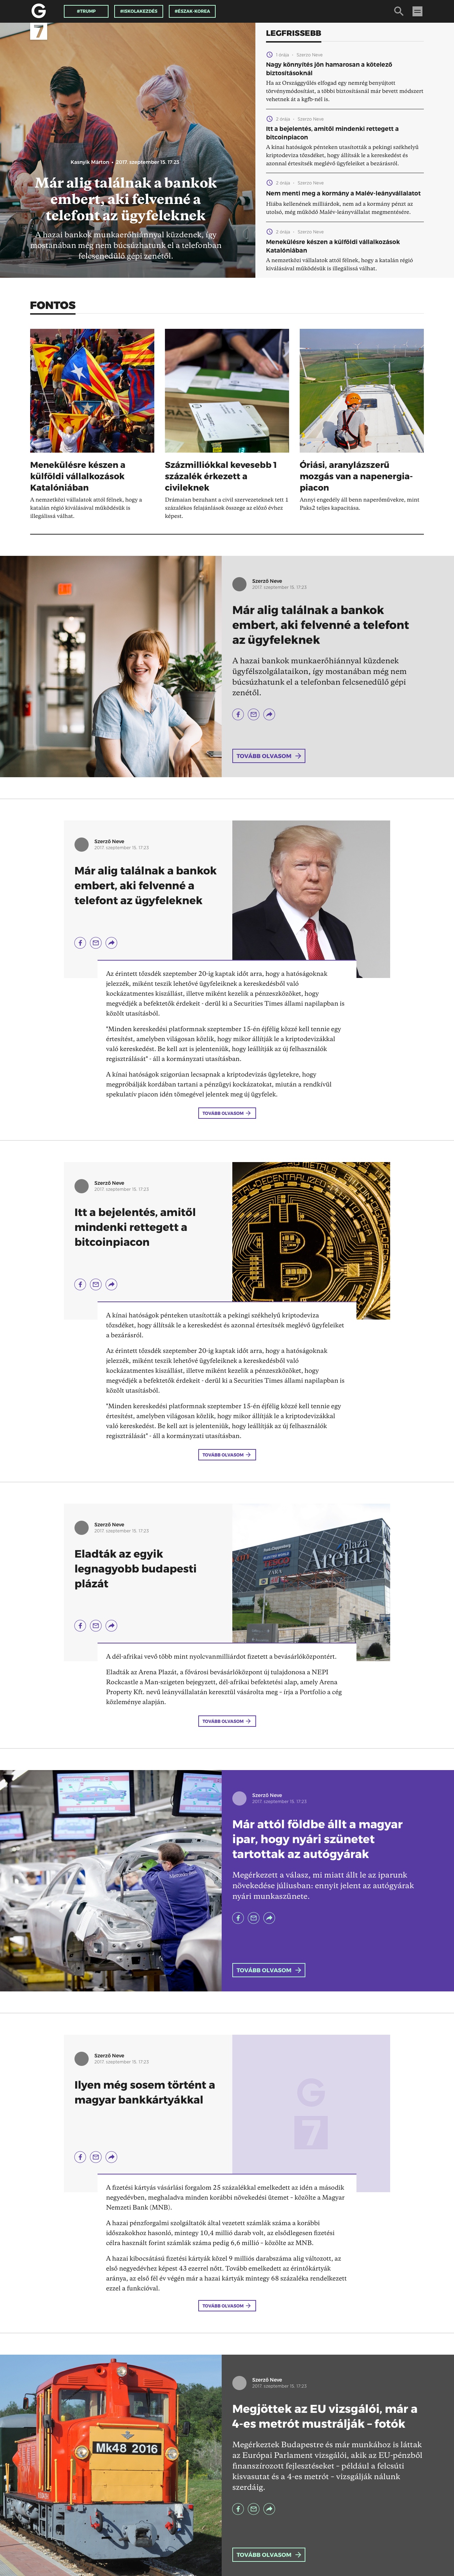 G
7
#TRUMP
#ISKOLAKEZDÉS
#ÉSZAK-KOREA
Kasnyik Márton • 2017. szeptember 15. 17:23
Már alig találnak a bankok
embert, aki felvenné a
telefont az ügyfeleknek
A hazai bankok munkaerőhiánnyal küzdenek, így
mostanában még nem búcsúzhatunk el a telefonban
felcsenedülő gépi zenétől.
LEGFRISSEBB
1 órája - Szerző Neve
Nagy könnyítés jön hamarosan a kötelező
biztosításoknál
Ha az Országgyűlés elfogad egy nemrég benyújtott
törvénymódosítást, a többi biztosításnál már bevett módszert
vehetnek át a kgfb-nél is.
2 órája - Szerző Neve
Itt a bejelentés, amitől mindenki rettegett a
bitcoinpiacon
A kínai hatóságok pénteken utasították a pekingi székhelyű
kriptodeviza tőzsdéket, hogy állítsák le a kereskedést és
azonnal értesítsék meglévő ügyfeleiket a bezárásról.
2 órája - Szerző Neve
Nem menti meg a kormány a Malév-leányvállalatot
Hiába kellenének milliárdok, nem ad a kormány pénzt az
utolsó, még működő Malév-leányvállalat megmentésére.
2 órája - Szerző Neve
Menekülésre készen a külföldi vállalkozások
Katalóniában
A nemzetközi vállalatok attól félnek, hogy a katalán régió
kiválásával működésük is illegálissá válhat.
FONTOS
Menekülésre készen a
külföldi vállalkozások
Katalóniában
A nemzetközi vállalatok attól félnek, hogy a
katalán régió kiválásával működésük is
illegálissá válhat.
Százmilliókkal kevesebb 1
százalék érkezett a
civileknek
Drámaian bezuhant a civil szervezeteknek tett 1
százalékos felajánlások összege az előző évhez
képest.
Óriási, aranylázszerű
mozgás van a napenergia-
piacon
Annyi engedély áll benn naperőművekre, mint
Paks2 teljes kapacitása.
Szerző Neve
2017. szeptember 15. 17:23
Már alig találnak a bankok
embert, aki felvenné a telefont
az ügyfeleknek
A hazai bankok munkaerőhiánnyal küzdenek
ügyfélszolgálataikon, így mostanában még nem
búcsúzhatunk el a telefonban felcsenedülő gépi
zenétől.
TOVÁBB OLVASOM
Szerző Neve
2017. szeptember 15. 17:23
Már alig találnak a bankok
embert, aki felvenné a
telefont az ügyfeleknek
Az érintett tőzsdék szeptember 20-ig kaptak időt arra, hogy a hatóságoknak
jelezzék, miként teszik lehetővé ügyfeleiknek a kereskedésből való
kockázatmentes kiszállást, illetve miként kezelik a pénzeszközöket, hogy
megvédjék a befektetők érdekeit - derül ki a Securities Times állami napilapban is
közölt utasításból.
"Minden kereskedési platformnak szeptember 15-én éjfélig közzé kell tennie egy
értesítést, amelyben világosan közlik, hogy mikor állítják le a kriptodevizákkal
való kereskedést. Be kell azt is jelenteniük, hogy leállítják az új felhasználók
regisztrálását" - áll a kormányzati utasításban.
A kínai hatóságok szigorúan lecsapnak a kriptodevizás ügyletekre, hogy
megpróbálják kordában tartani a pénzügyi kockázatokat, miután a rendkívül
spekulatív piacon idén tömegével jelentek meg új ügyfelek.
TOVÁBB OLVASOM
Szerző Neve
2017. szeptember 15. 17:23
Itt a bejelentés, amitől
mindenki rettegett a
bitcoinpiacon
METALS
DECENTRALIZED
A kínai hatóságok pénteken utasították a pekingi székhelyű kriptodeviza
tőzsdéket, hogy állítsák le a kereskedést és azonnal értesítsék meglévő ügyfeleiket
a bezárásról.
Az érintett tőzsdék szeptember 20-ig kaptak időt arra, hogy a hatóságoknak
jelezzék, miként teszik lehetővé ügyfeleiknek a kereskedésből való
kockázatmentes kiszállást, illetve miként kezelik a pénzeszközöket, hogy
megvédjék a befektetők érdekeit - derül ki a Securities Times állami napilapban is
közölt utasításból.
"Minden kereskedési platformnak szeptember 15-én éjfélig közzé kell tennie egy
értesítést, amelyben világosan közlik, hogy mikor állítják le a kriptodevizákkal
való kereskedést. Be kell azt is jelenteniük, hogy leállítják az új felhasználók
regisztrálását" - áll a kormányzati utasításban.
TOVÁBB OLVASOM
Szerző Neve
2017. szeptember 15. 17:23
Eladták az egyik
legnagyobb budapesti
plázát
Aréna
plaza
ZARA
A dél-afrikai vevő több mint nyolcvanmilliárdot fizetett a bevásárlóközpontért.
Eladták az Arena Plazát, a fővárosi bevásárlóközpont új tulajdonosa a NEPI
Rockcastle a Man-szigeten bejegyzett, dél-afrikai befektetési alap, amely Arena
Property Kft. nevű leányvállalatán keresztül vásárolta meg – írja a Portfolio a cég
közleménye alapján.
TOVÁBB OLVASOM
Szerző Neve
2017. szeptember 15. 17:23
Már attól földbe állt a magyar
ipar, hogy nyári szünetet
tartottak az autógyárak
Megérkezett a válasz, mi miatt állt le az iparunk
növekedése júliusban: ennyit jelent az autógyárak
nyári munkaszünete.
TOVÁBB OLVASOM
Szerző Neve
2017. szeptember 15. 17:23
Ilyen még sosem történt a
magyar bankkártyákkal
G
7
A fizetési kártyás vásárlási forgalom 25 százalékkal emelkedett az idén a második
negyedévben, meghaladva minden korábbi növekedési ütemet – közölte a Magyar
Nemzeti Bank (MNB).
A hazai pénzforgalmi szolgáltatók által vezetett számlák száma a korábbi
időszakokhoz hasonló, mintegy 10,4 millió darab volt, az elsődlegesen fizetési
célra használt forint számlák száma pedig 6,6 millió – közölte az MNB.
A hazai kibocsátású fizetési kártyák közel 9 milliós darabszáma alig változott, az
első negyedévhez képest 43 ezerrel nőtt. Tovább emelkedett az érintőkártyák
aránya, az első fél év végén már a hazai kártyák mintegy 68 százaléka rendelkezett
ezzel a funkcióval.
TOVÁBB OLVASOM
Mk48 2016
Szerző Neve
2017. szeptember 15. 17:23
Megjöttek az EU vizsgálói, már a
4-es metrót mustrálják – fotók
Megérkeztek Budapestre és már munkához is láttak
az Európai Parlament vizsgálói, akik az EU-pénzből
finanszírozott fejlesztéseket – például a felcsúti
kisvasutat és a 4-es metrót – vizsgálják nálunk
szerdáig.
TOVÁBB OLVASOM